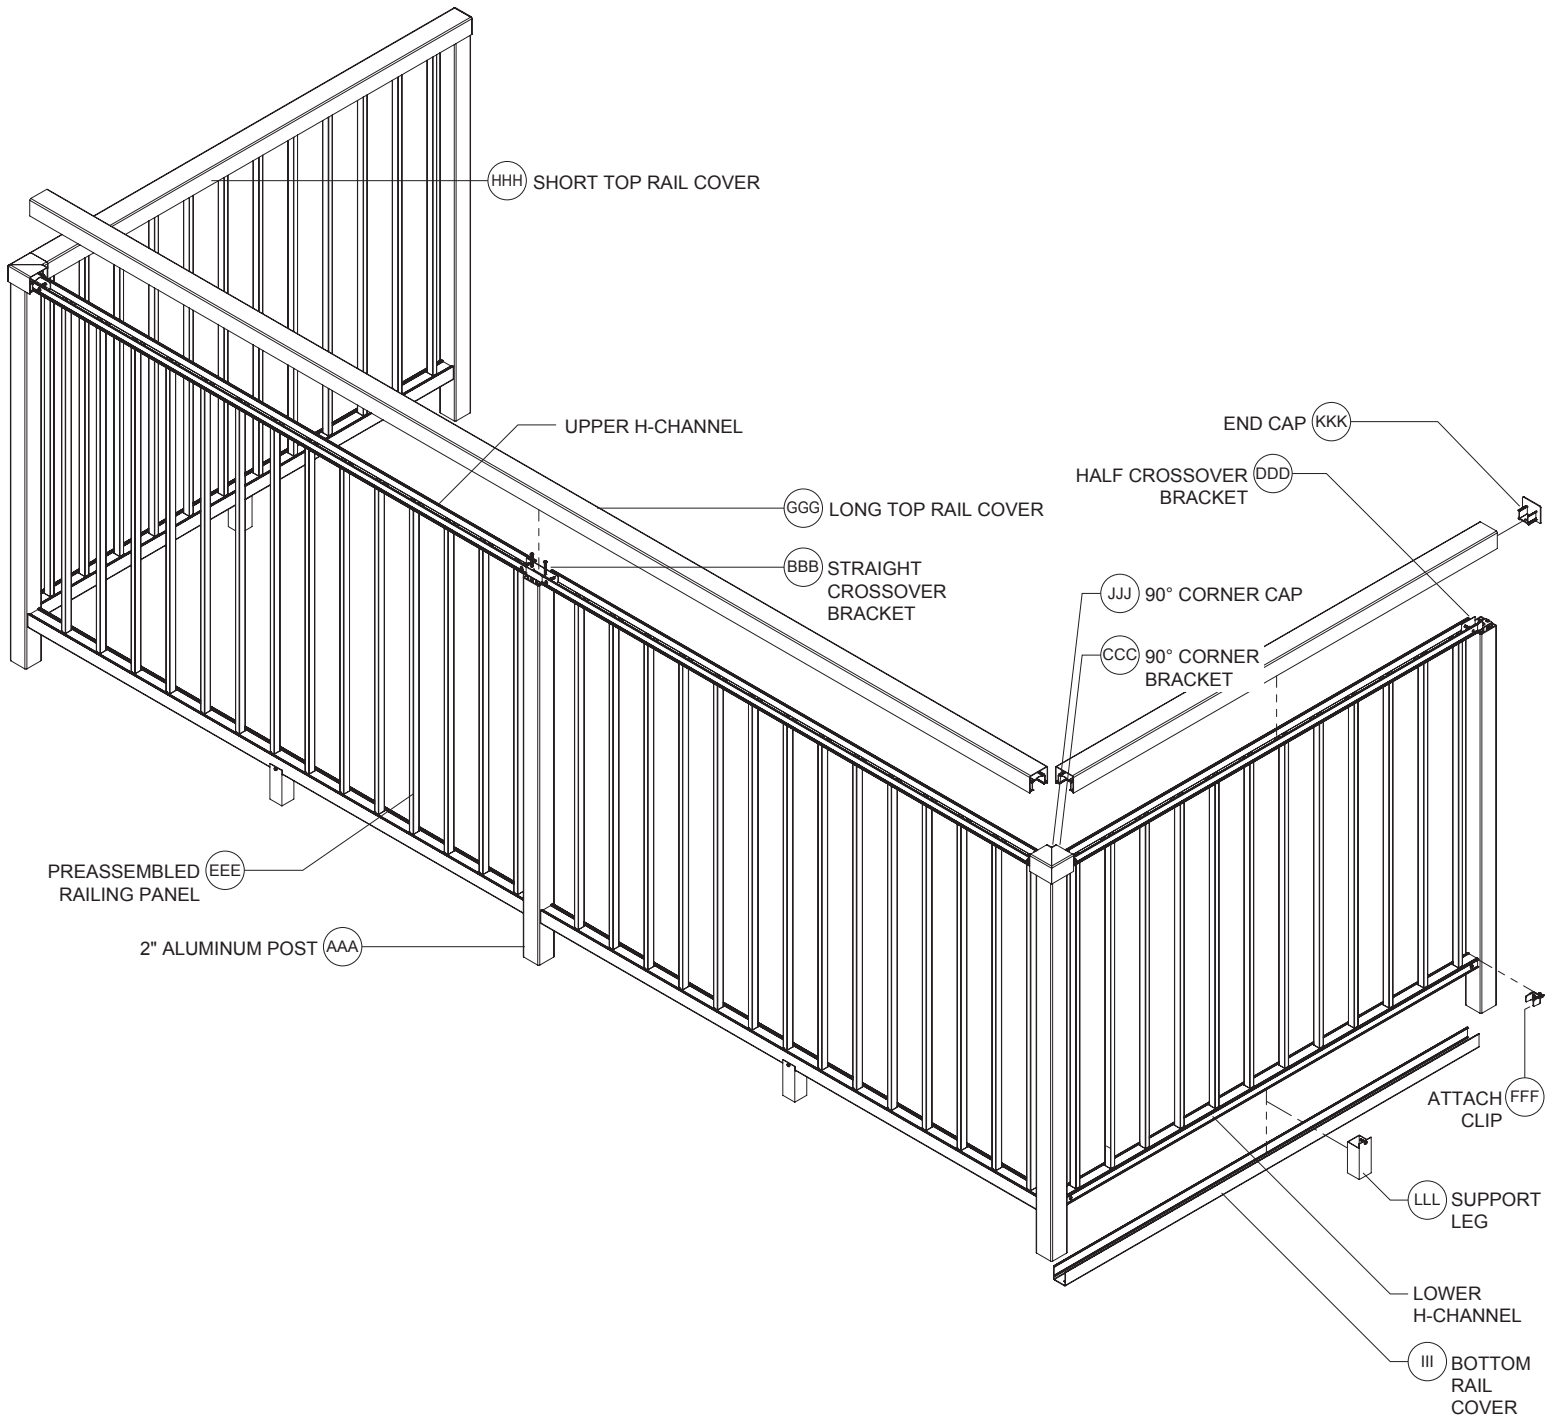 HHH SHORT TOP RAIL COVER
UPPER H-CHANNEL
END CAP KKK
HALF CROSSOVER DDD
BRACKET
GGG LONG TOP RAIL COVER
BBB STRAIGHT
CROSSOVER
BRACKET
JJJ 90° CORNER CAP
CCC 90° CORNER
BRACKET
PREASSEMBLED EEE
RAILING PANEL
2" ALUMINUM POST AAA
ATTACH FFF
CLIP
LLL SUPPORT
LEG
LOWER
H-CHANNEL
III BOTTOM
RAIL
COVER